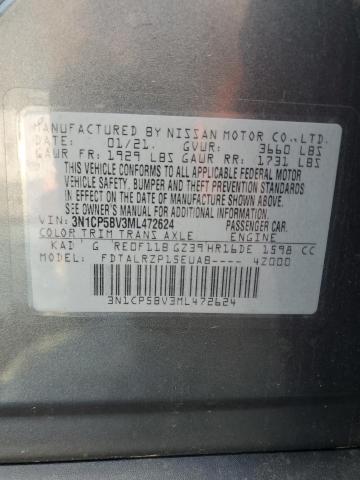 MANUFACTURED BY NISSAN MOTOR CO.,LTD.
DATE: 01/21. GVWR: 3660 LBS
GAWR FR: 1929 LBS GAWR RR: 1731 LBS
THIS VEHICLE CONFORMS TO ALL APPLICABLE FEDERAL MOTOR
VEHICLE SAFETY, BUMPER AND THEFT PREVENTION STANDARDS
IN EFFECT ON THE DATE OF MANUFACTURE SHOWN ABOVE.
SEE OWNER'S MANUAL FOR ADDITIONAL INFORMATION
VIN: 3N1CP5BV3ML472624 PASSENGER CAR.
COLOR TRIM TRANS AXLE ENGINE
KAD G RE0F11B GZ39 HR16DE 1598 CC
MODEL: FDTALRZP15EUAB---- 42000
3N1CP5BV3ML472624